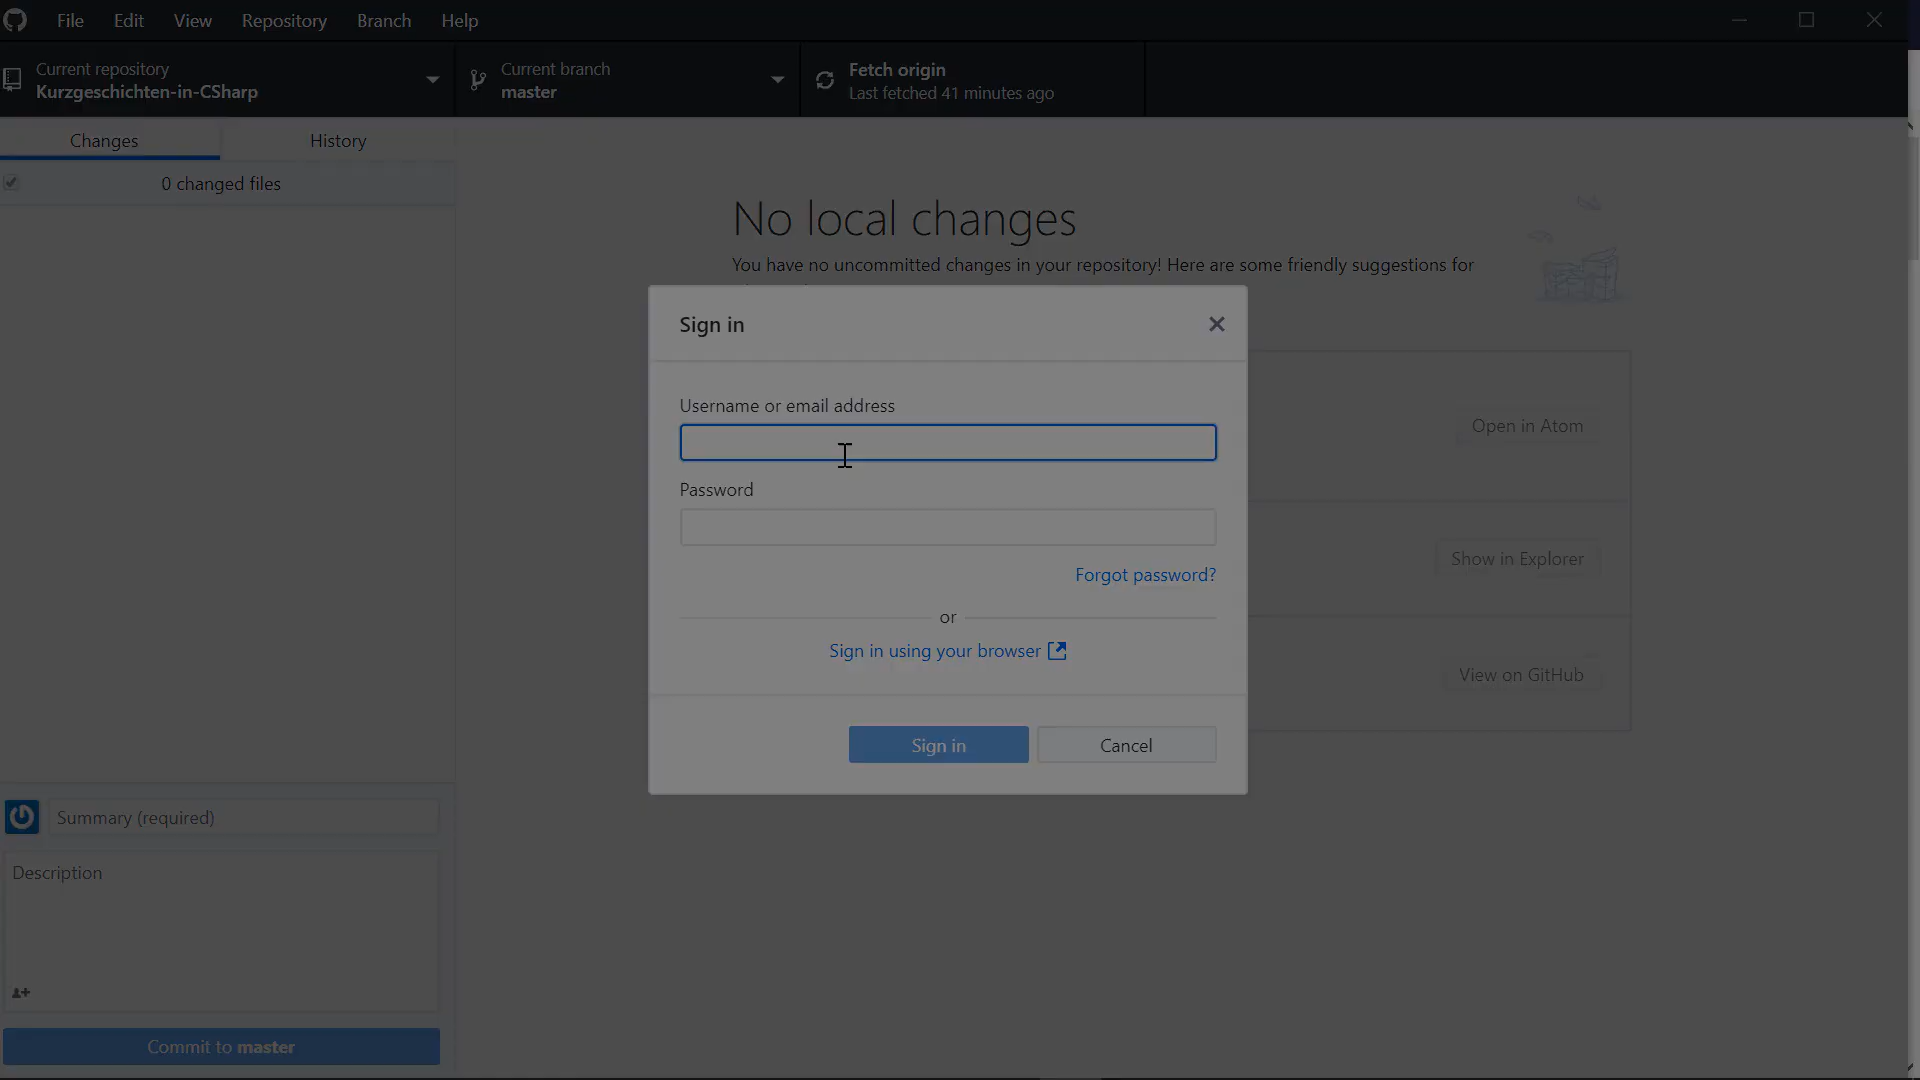 File Edit View Repository Branch Help
Current repository
Kurzgeschichten-in-CSharp
Current branch
master
Fetch origin
Last fetched 41 minutes ago
Changes History
0 changed files
No local changes
You have no uncommitted changes in your repository! Here are some friendly suggestions for
Sign in
Username or email address
Password
Forgot password?
or
Sign in using your browser
Sign in Cancel
Open in Atom
Show in Explorer
View on GitHub
Summary (required)
Description
Commit to master